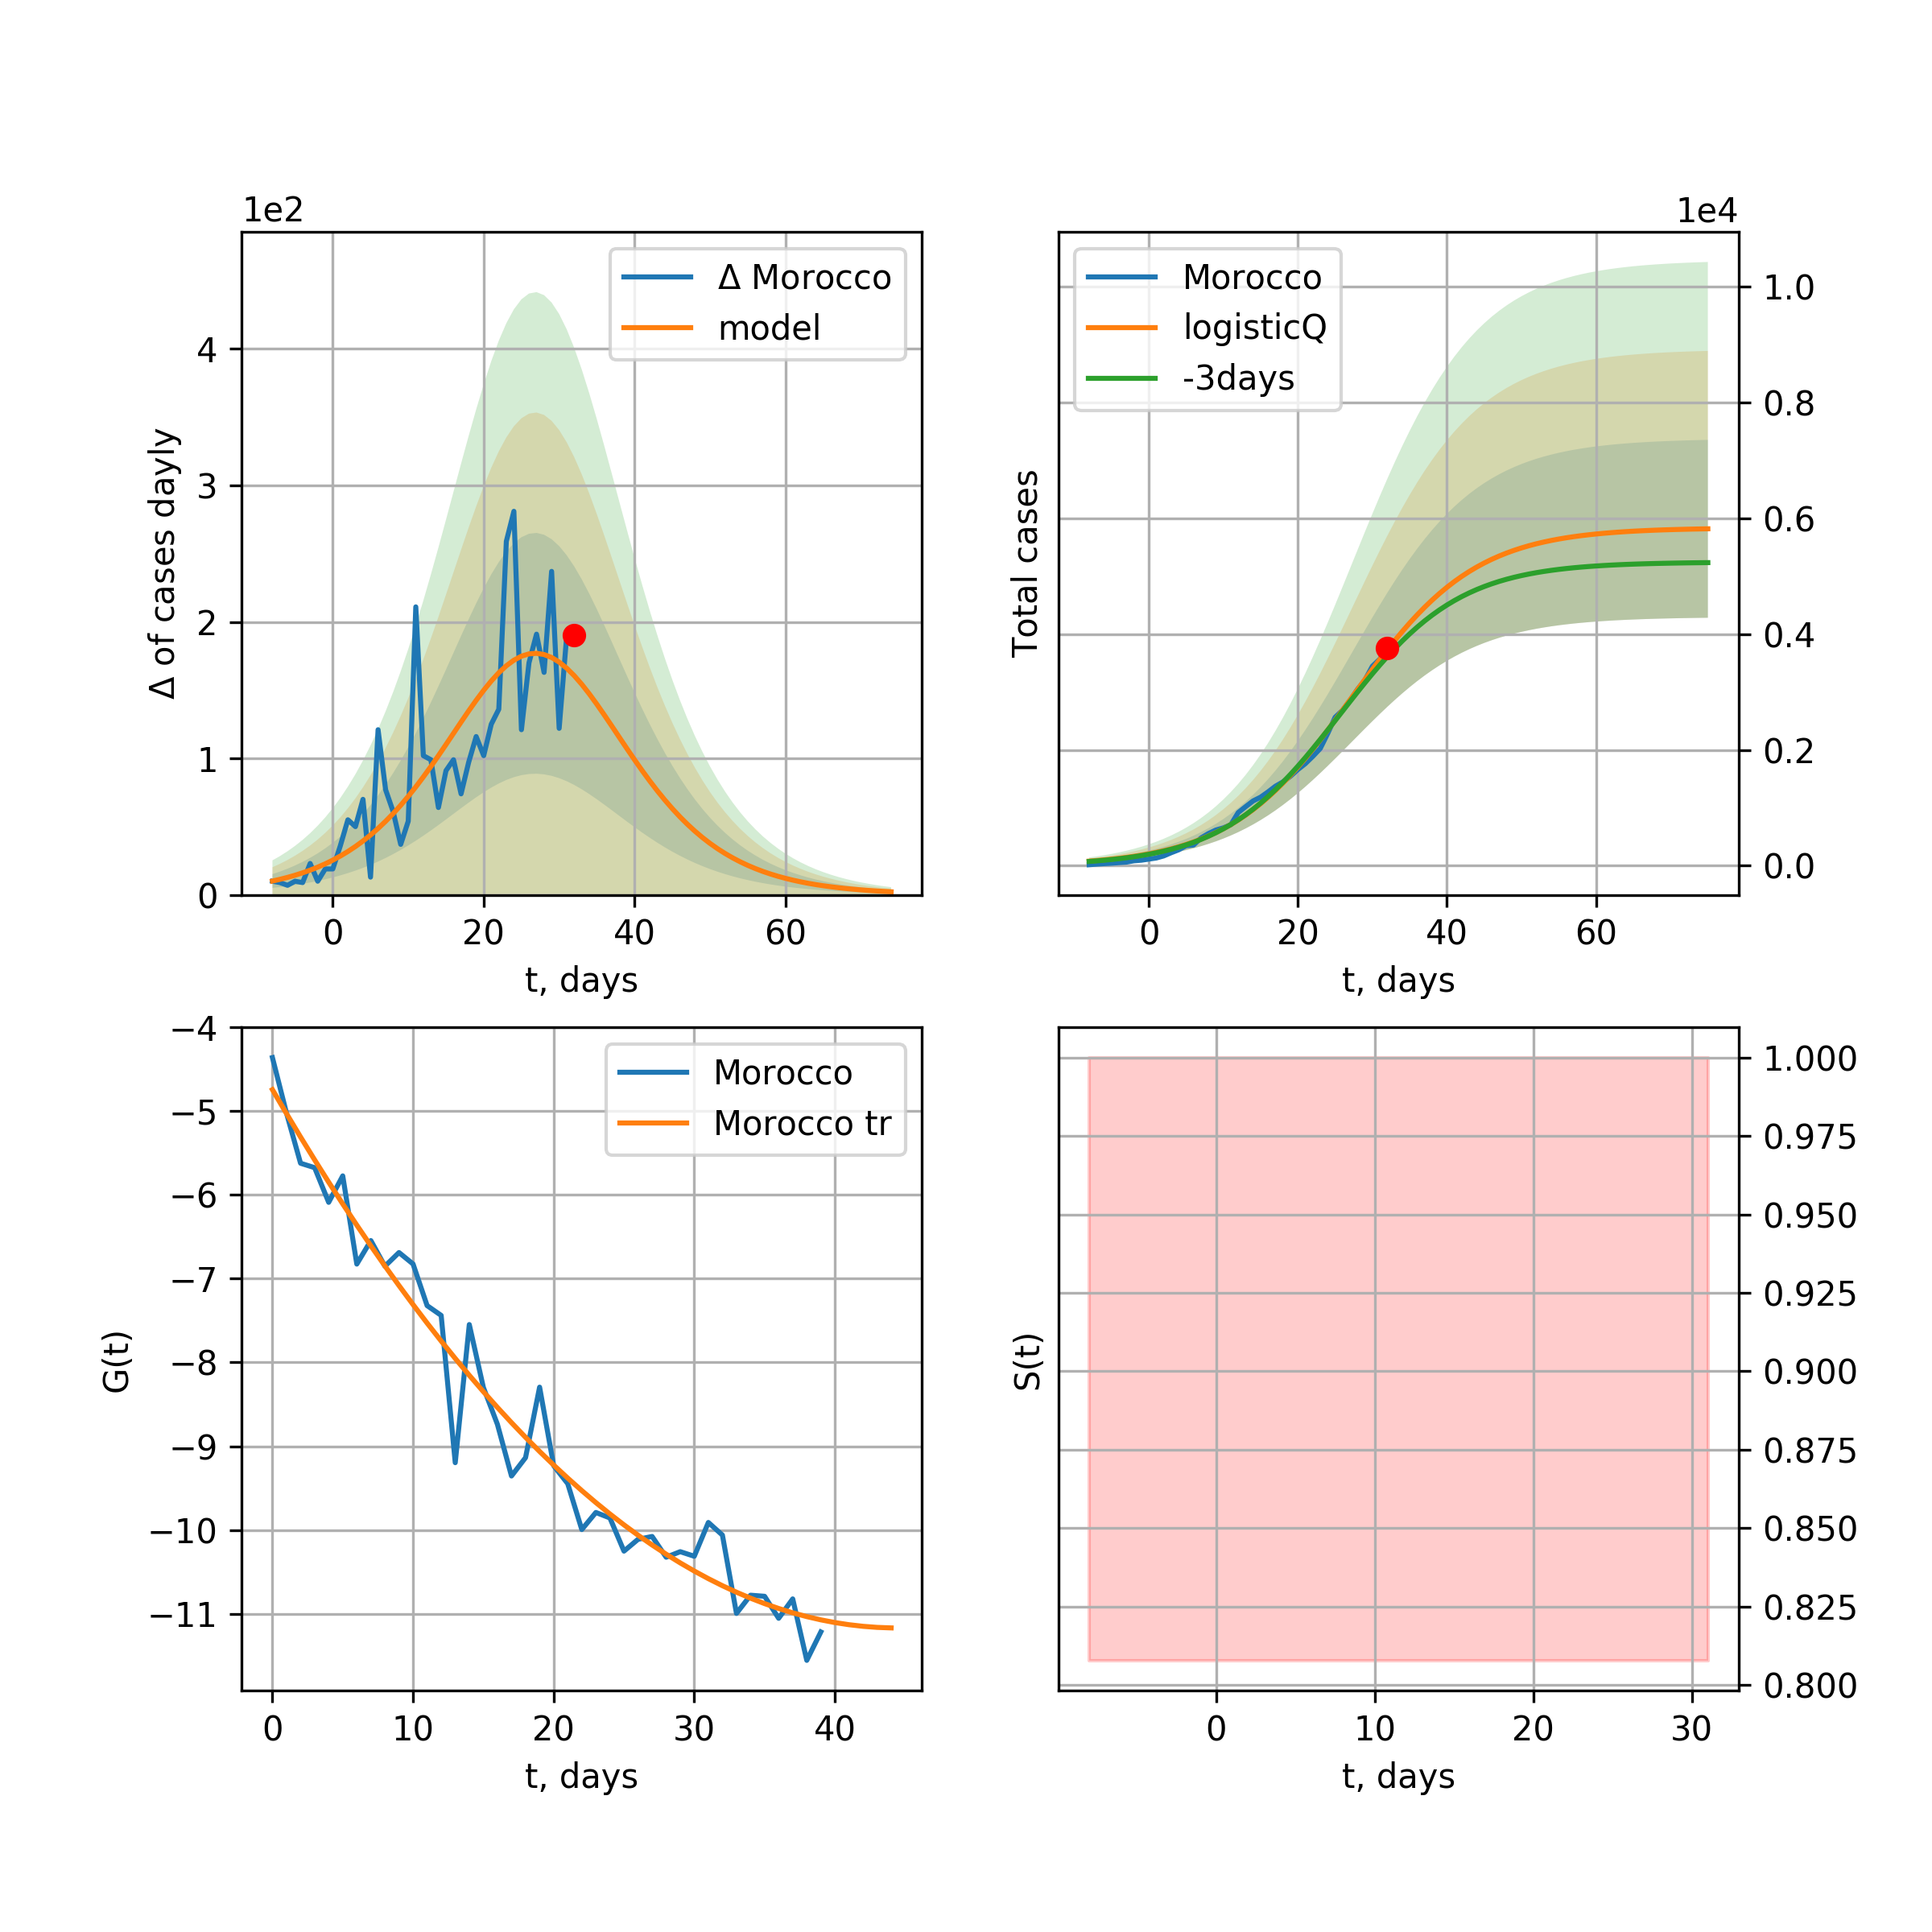 1e2
Δ Morocco
model
4
3
2
1
0
Δ of cases dayly
0 20 40 60
t, days
1e4
Morocco
logisticQ
-3days
1.0
0.8
0.6
0.4
0.2
0.0
Total cases
0 20 40 60
t, days
Morocco
Morocco tr
−4
−5
−6
−7
−8
−9
−10
−11
G(t)
0 10 20 30 40
t, days
1.000
0.975
0.950
0.925
0.900
0.875
0.850
0.825
0.800
S(t)
0 10 20 30
t, days